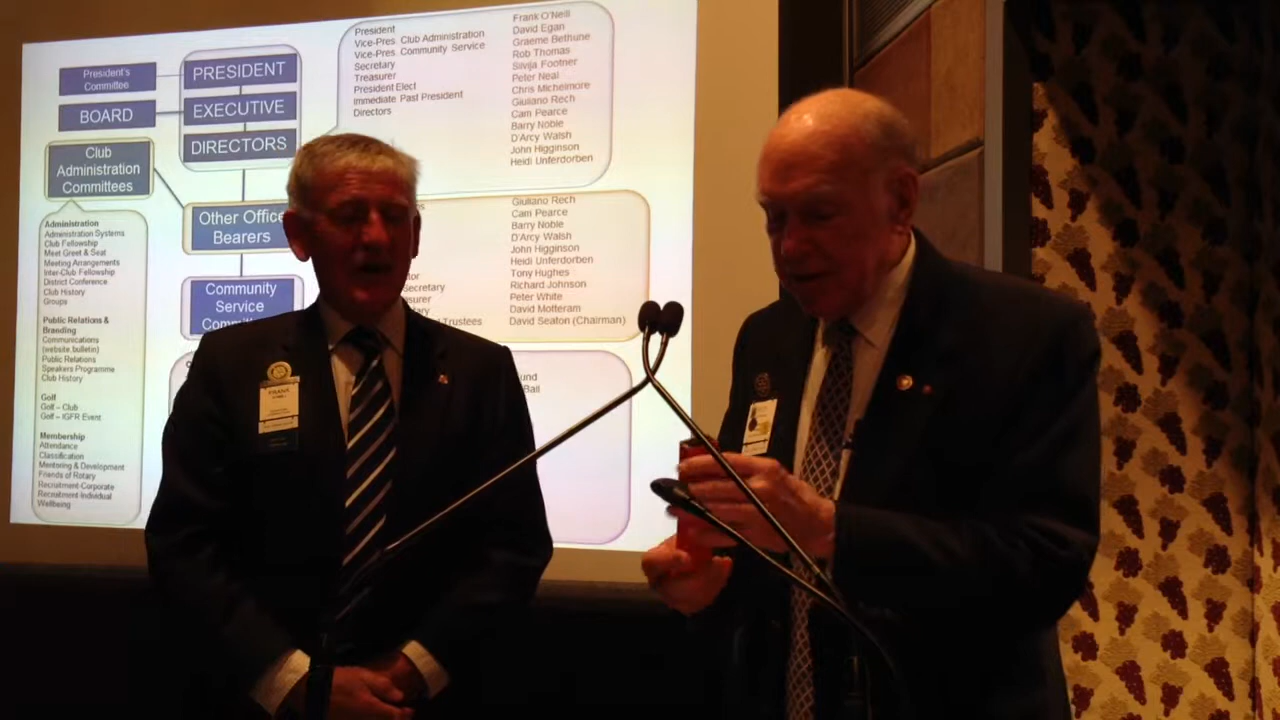 President's
Committee
BOARD
PRESIDENT
EXECUTIVE
DIRECTORS
President
Vice-Pres Club Administration
Vice-Pres Community Service
Secretary
Treasurer
President Elect
Immediate Past President
Directors
Frank O'Neill
David Egan
Graeme Bethune
Rob Thomas
Silvija Footner
Peter Neal
Chris Michelmore
Giuliano Rech
Cam Pearce
Barry Noble
D'Arcy Walsh
John Higginson
Heidi Unferdorben
Club
Administration
Committees
Other Office
Bearers
Giuliano Rech
Cam Pearce
Barry Noble
D'Arcy Walsh
John Higginson
Heidi Unferdorben
Tony Hughes
Richard Johnson
Peter White
David Motteram
David Seaton (Chairman)
ecretary
Trustees
Community
Service
Administration
Administration Systems
Club Fellowship
Meet Greet & Seat
Meeting Arrangements
Inter-Club Fellowship
District Conference
Club History
Groups
Public Relations &
Branding
Communications
(website bulletin)
Public Relations
Speakers Programme
Club History
Golf
Golf – Club
Golf – IGFR Event
Membership
Attendance
Classification
Mentoring & Development
Friends of Rotary
Recruitment-Corporate
Recruitment-Individual
Wellbeing
und
Ball
FRANK